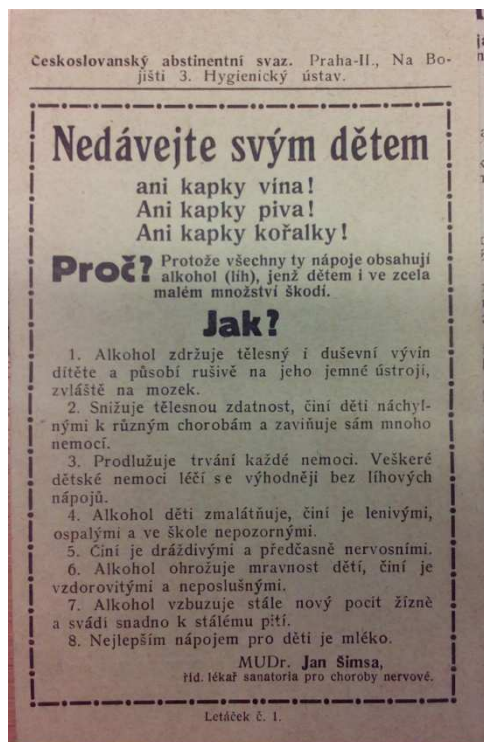 Českoslovanský abstinentní svaz. Praha-II., Na Bo-
jišti 3. Hygienický ústav.
Nedávejte svým dětem
ani kapky vína!
Ani kapky piva!
Ani kapky kořalky!
Proč? Protože všechny ty nápoje obsahují
alkohol (líh), jenž dětem i ve zcela
malém množství škodí.
Jak?
1. Alkohol zdržuje tělesný i duševní vývin
dítěte a působí rušivě na jeho jemné ústrojí,
zvláště na mozek.
2. Snižuje tělesnou zdatnost, činí děti náchyl-
nými k různým chorobám a zaviňuje sám mnoho
nemocí.
3. Prodlužuje trvání každé nemoci. Veškeré
dětské nemoci léčí se výhodněji bez líhových
nápojů.
4. Alkohol děti zmalátňuje, činí je lenivými,
ospalými a ve škole nepozornými.
5. Činí je dráždivými a předčasně nervosními.
6. Alkohol ohrožuje mravnost dětí, činí je
vzdorovitými a neposlušnými.
7. Alkohol vzbuzuje stále nový pocit žízně
a svádí snadno k stálému pití.
8. Nejlepším nápojem pro děti je mléko.
MUDr. Jan Šimsa,
říd. lékař sanatoria pro choroby nervové.
Letáček č. 1.